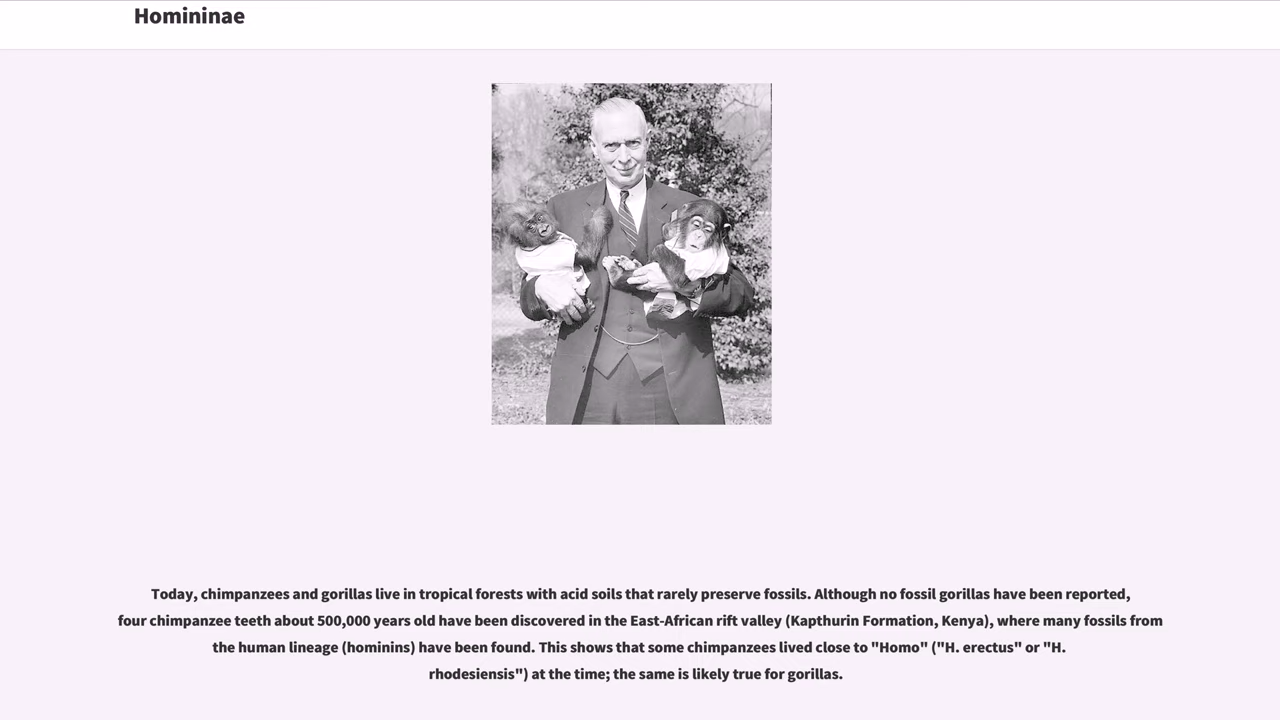 Homininae
Today, chimpanzees and gorillas live in tropical forests with acid soils that rarely preserve fossils. Although no fossil gorillas have been reported,
four chimpanzee teeth about 500,000 years old have been discovered in the East-African rift valley (Kapthurin Formation, Kenya), where many fossils from
the human lineage (hominins) have been found. This shows that some chimpanzees lived close to "Homo" ("H. erectus" or "H.
rhodesiensis") at the time; the same is likely true for gorillas.